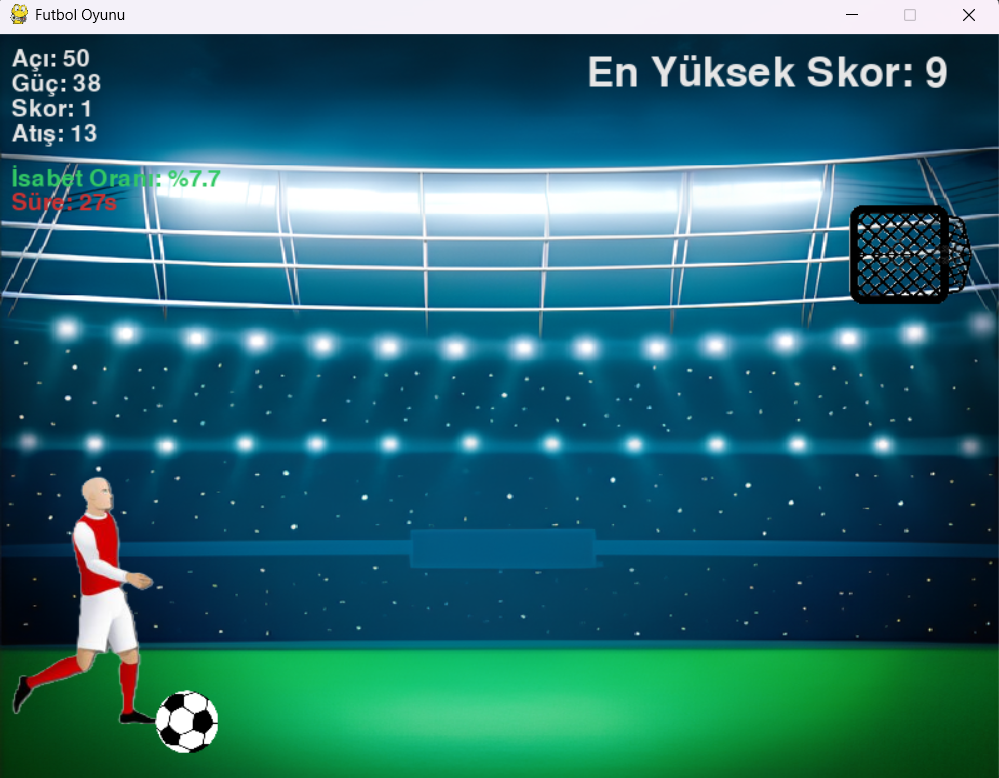 Futbol Oyunu
Açı: 50
Güç: 38
Skor: 1
Atış: 13
İsabet Oranı: %7.7
Süre: 27s
En Yüksek Skor: 9